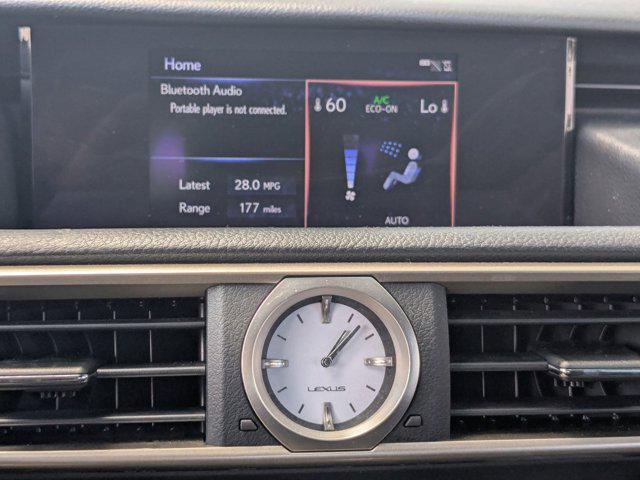 Home
Bluetooth Audio
Portable player is not connected.
60 A/C Lo
ECO-ON
Latest 28.0 MPG
Range 177 miles
AUTO
LEXUS